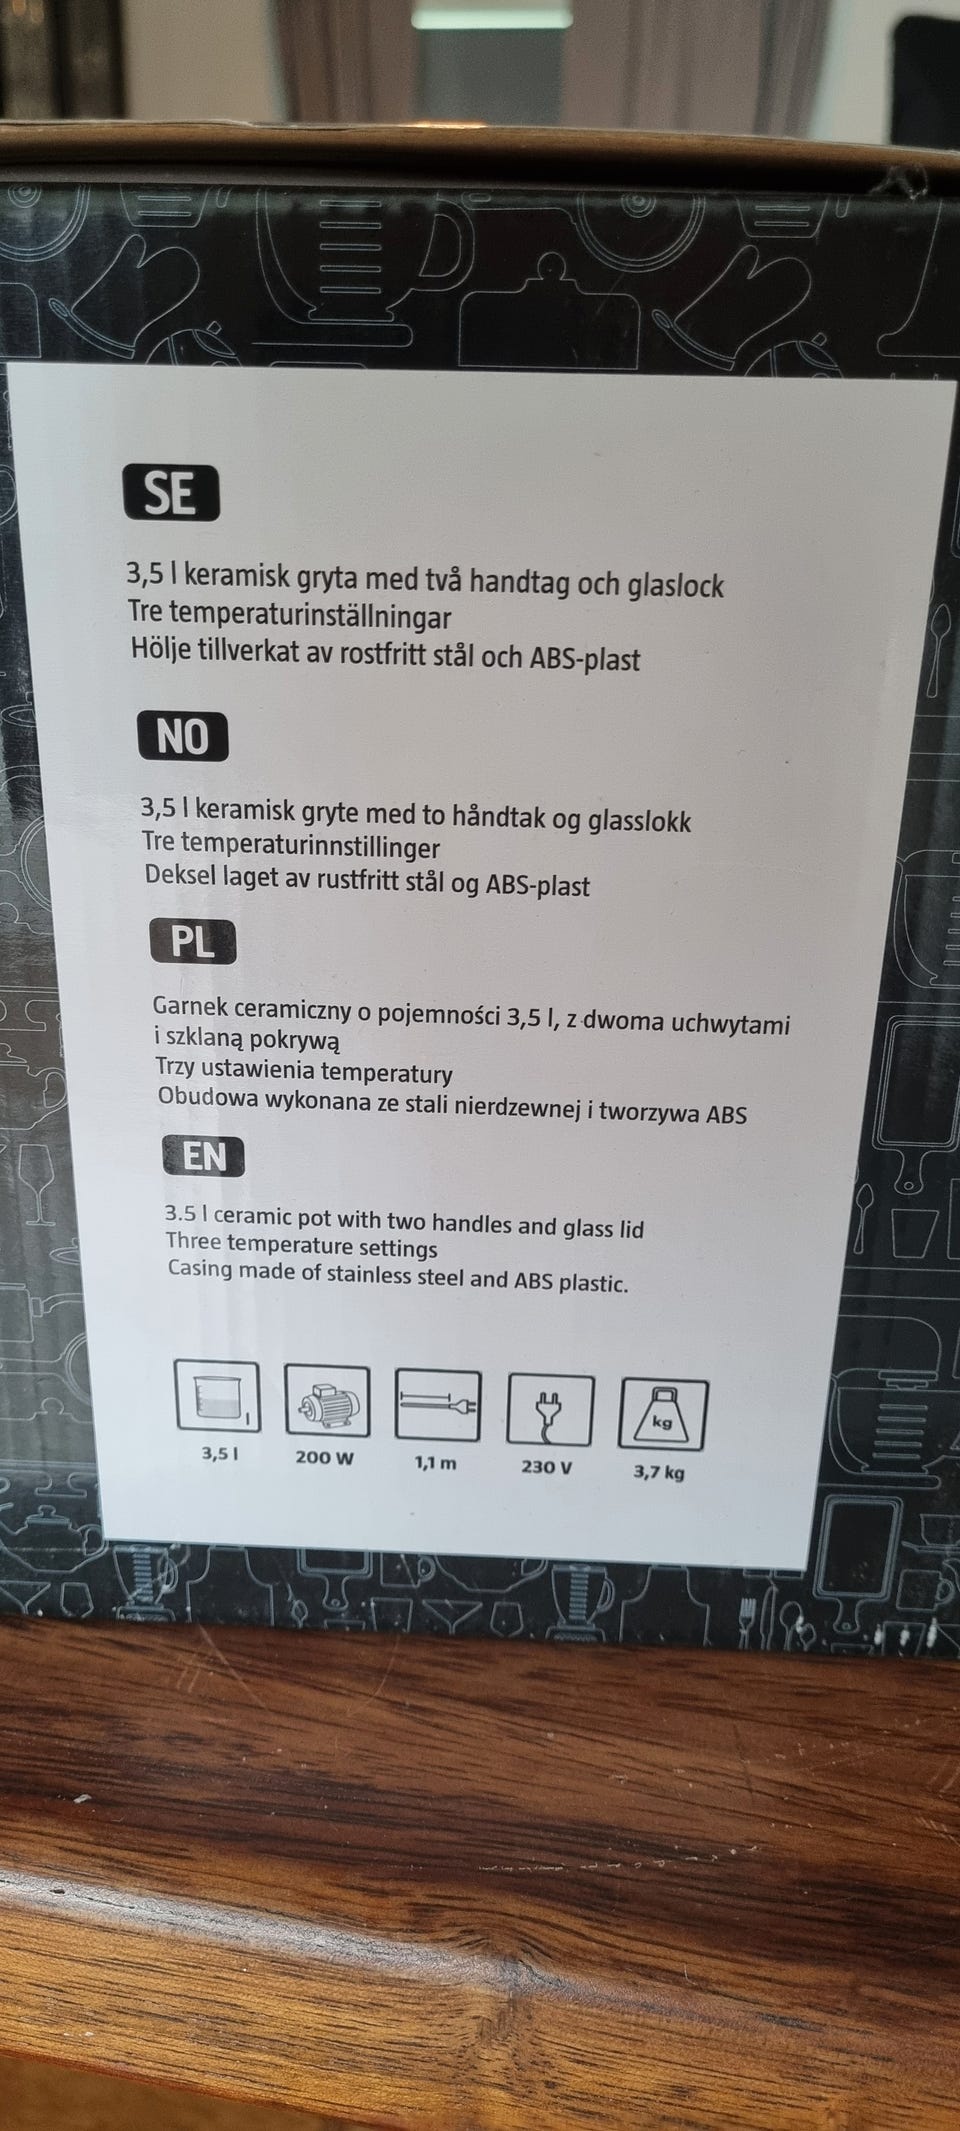 SE
3,5 l keramisk gryta med två handtag och glaslock
Tre temperaturinställningar
Hölje tillverkat av rostfritt stål och ABS-plast
NO
3,5 l keramisk gryte med to håndtak og glasslokk
Tre temperaturinnstillinger
Deksel laget av rustfritt stål og ABS-plast
PL
Garnek ceramiczny o pojemności 3,5 l, z dwoma uchwytami
i szklaną pokrywą
Trzy ustawienia temperatury
Obudowa wykonana ze stali nierdzewnej i tworzywa ABS
EN
3.5 l ceramic pot with two handles and glass lid
Three temperature settings
Casing made of stainless steel and ABS plastic.
l kg
3,5 l 200 W 1,1 m 230 V 3,7 kg